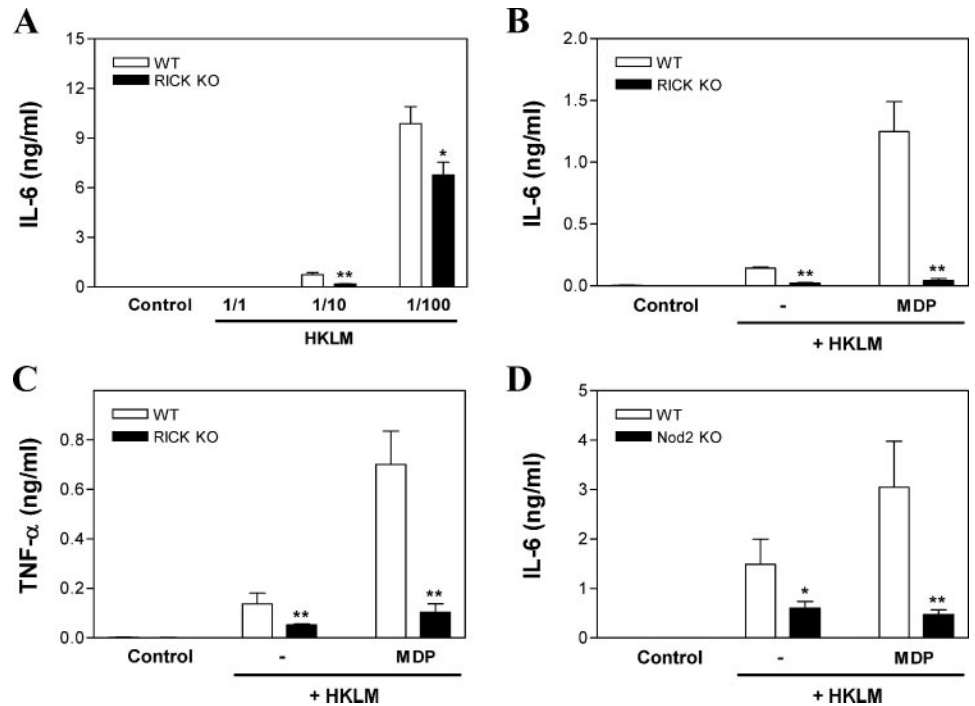 A
IL-6 (ng/ml)
15
12
9
6
3
0
WT
RICK KO
*
**
Control 1/1 1/10 1/100
HKLM
B
IL-6 (ng/ml)
2.0
1.5
1.0
0.5
0.0
WT
RICK KO
** **
Control - MDP
+ HKLM
C
TNF-α (ng/ml)
0.8
0.6
0.4
0.2
0.0
WT
RICK KO
** **
Control - MDP
+ HKLM
D
IL-6 (ng/ml)
5
4
3
2
1
0
WT
Nod2 KO
* **
Control - MDP
+ HKLM